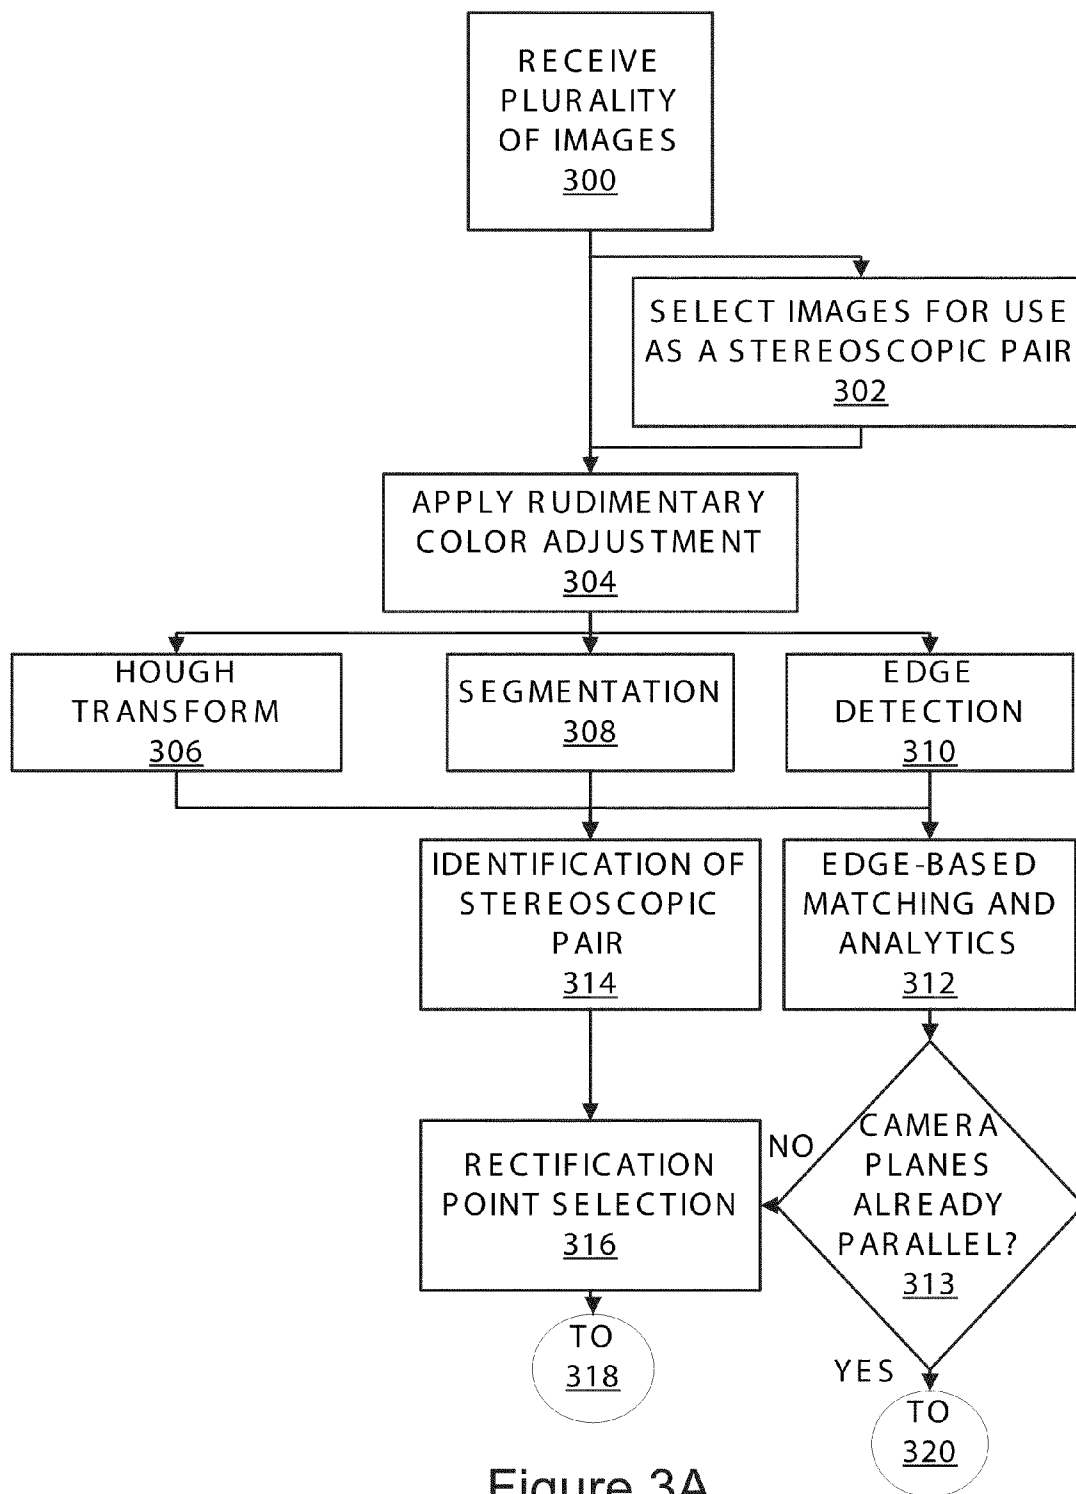 RECEIVE
PLURALITY
OF IMAGES
300
SELECT IMAGES FOR USE
AS A STEREOSCOPIC PAIR
302
APPLY RUDIMENTARY
COLOR ADJUSTMENT
304
HOUGH
TRANSFORM
306
SEGMENTATION
308
EDGE
DETECTION
310
IDENTIFICATION OF
STEREOSCOPIC
PAIR
314
EDGE-BASED
MATCHING AND
ANALYTICS
312
RECTIFICATION
POINT SELECTION
316
NO
CAMERA
PLANES
ALREADY
PARALLEL?
313
TO
318
YES
TO
320
Figure 3A